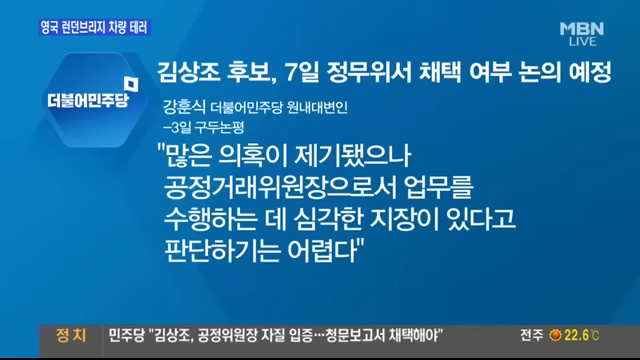 영국 런던브리지 차량 테러
MBN
LIVE
더불어민주당
김상조 후보, 7일 정무위서 채택 여부 논의 예정
강훈식 더불어민주당 원내대변인
-3일 구두논평
"많은 의혹이 제기됐으나
공정거래위원장으로서 업무를
수행하는 데 심각한 지장이 있다고
판단하기는 어렵다"
정치 민주당 "김상조, 공정위원장 자질 입증…청문보고서 채택해야" 전주 22.6℃